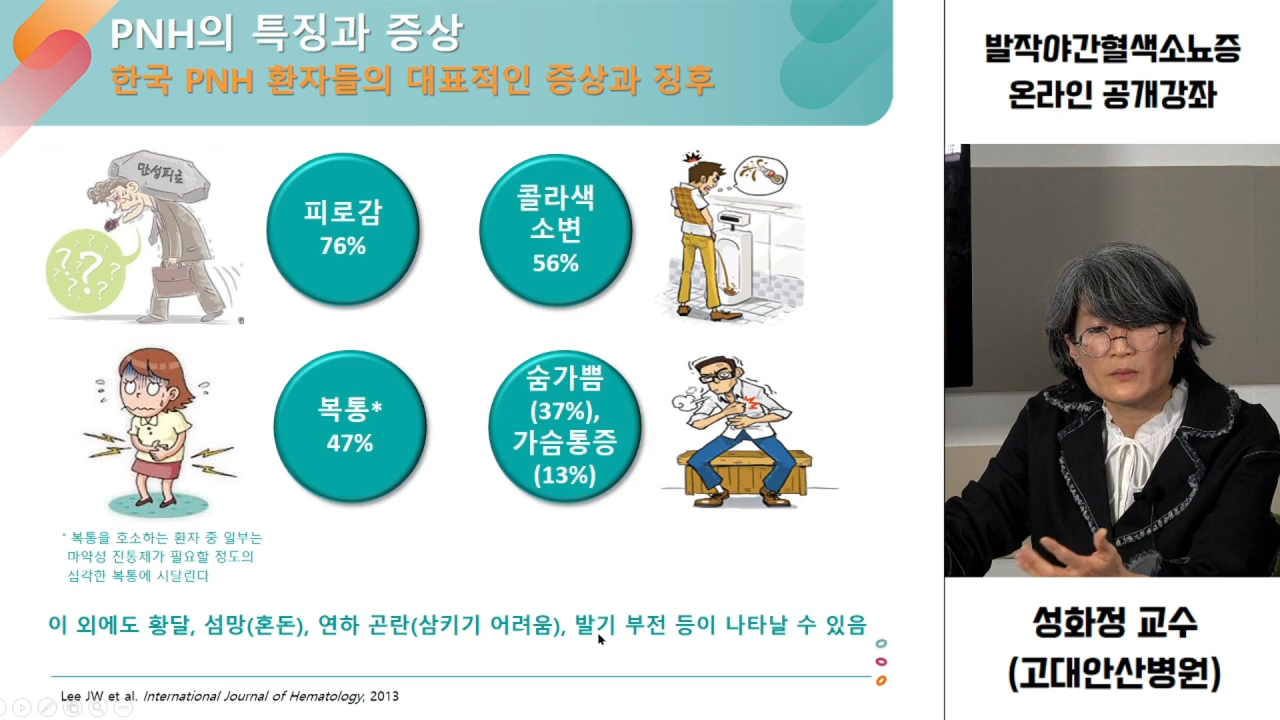 PNH의 특징과 증상
한국 PNH 환자들의 대표적인 증상과 징후
만성피로
피로감
76%
콜라색
소변
56%
복통*
47%
숨가쁨
(37%),
가슴통증
(13%)
* 복통을 호소하는 환자 중 일부는
마약성 진통제가 필요할 정도의
심각한 복통에 시달린다
이 외에도 황달, 섬망(혼돈), 연하 곤란(삼키기 어려움), 발기 부전 등이 나타날 수 있음
Lee JW et al. International Journal of Hematology, 2013
발작야간혈색소뇨증
온라인 공개강좌
성화정 교수
(고대안산병원)